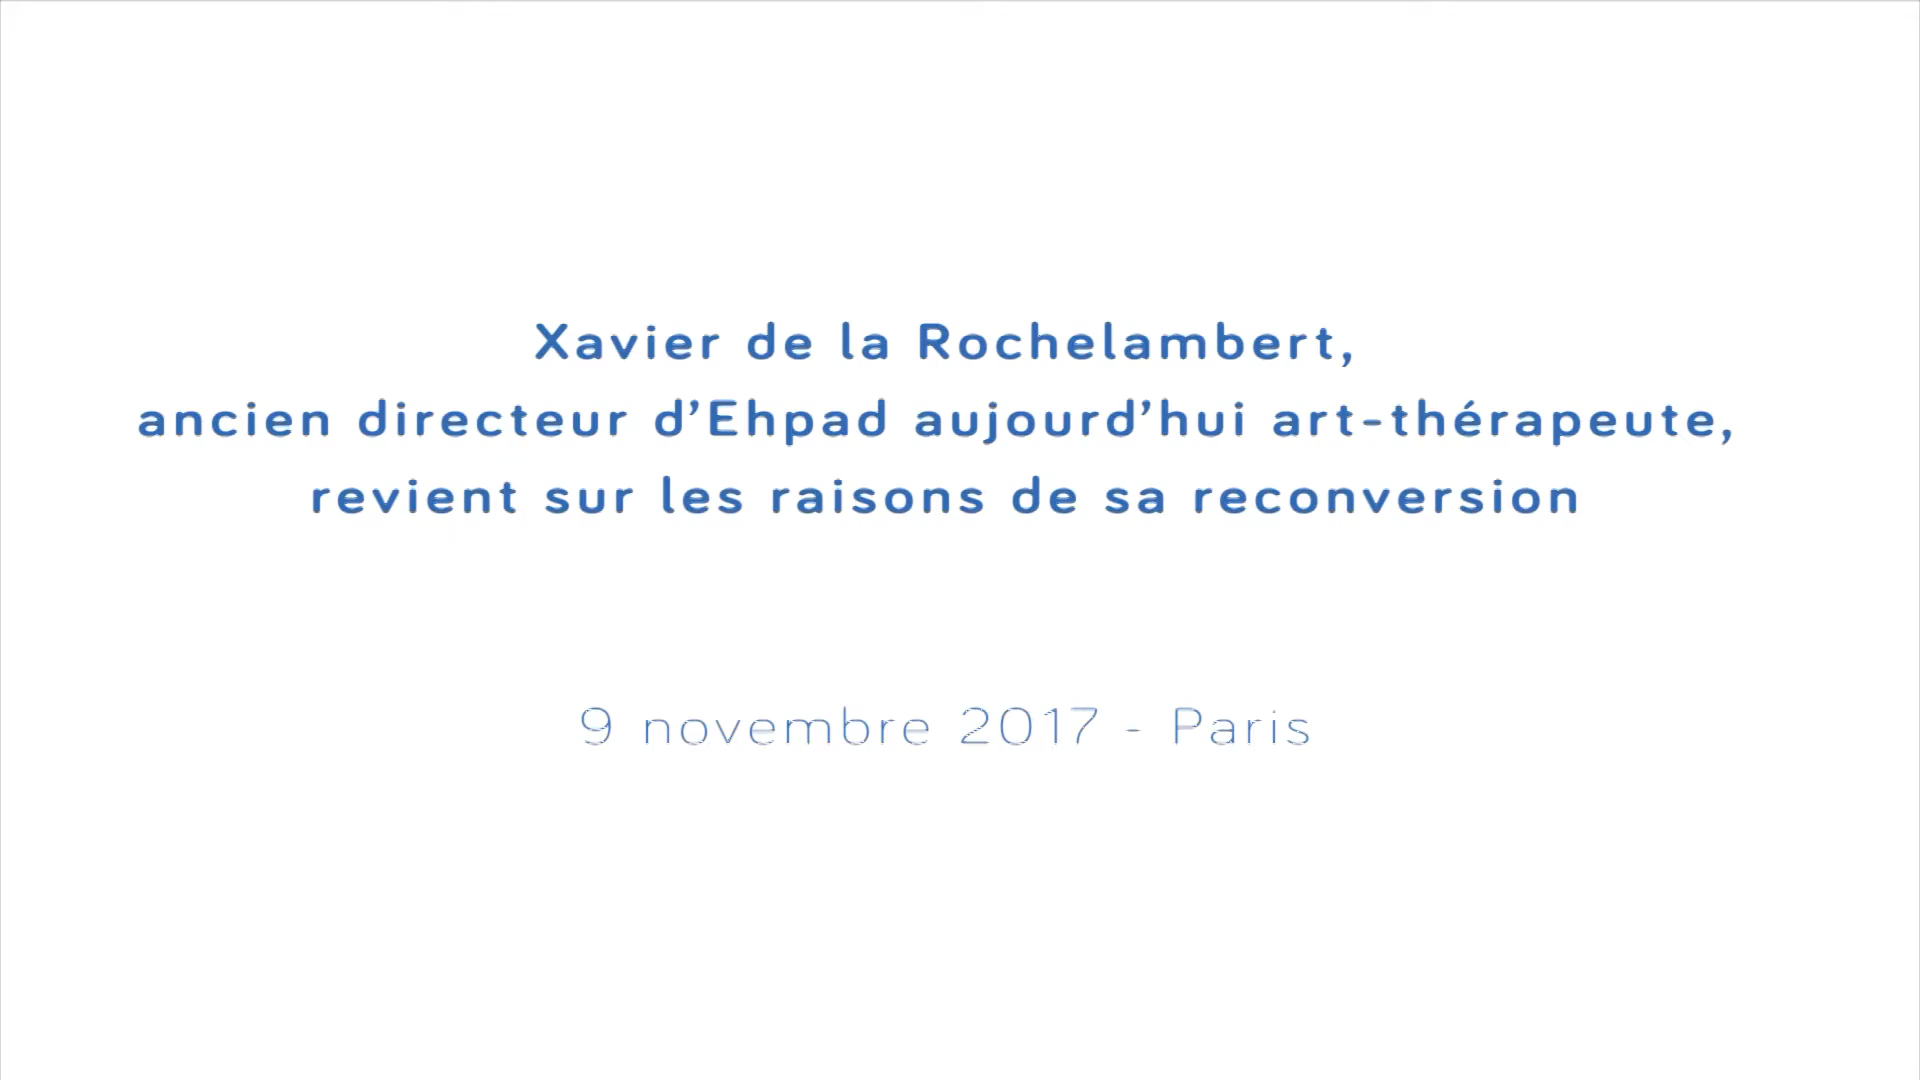 Xavier de la Rochelambert,
ancien directeur d’Ehpad aujourd’hui art-thérapeute,
revient sur les raisons de sa reconversion
9 novembre 2017 - Paris